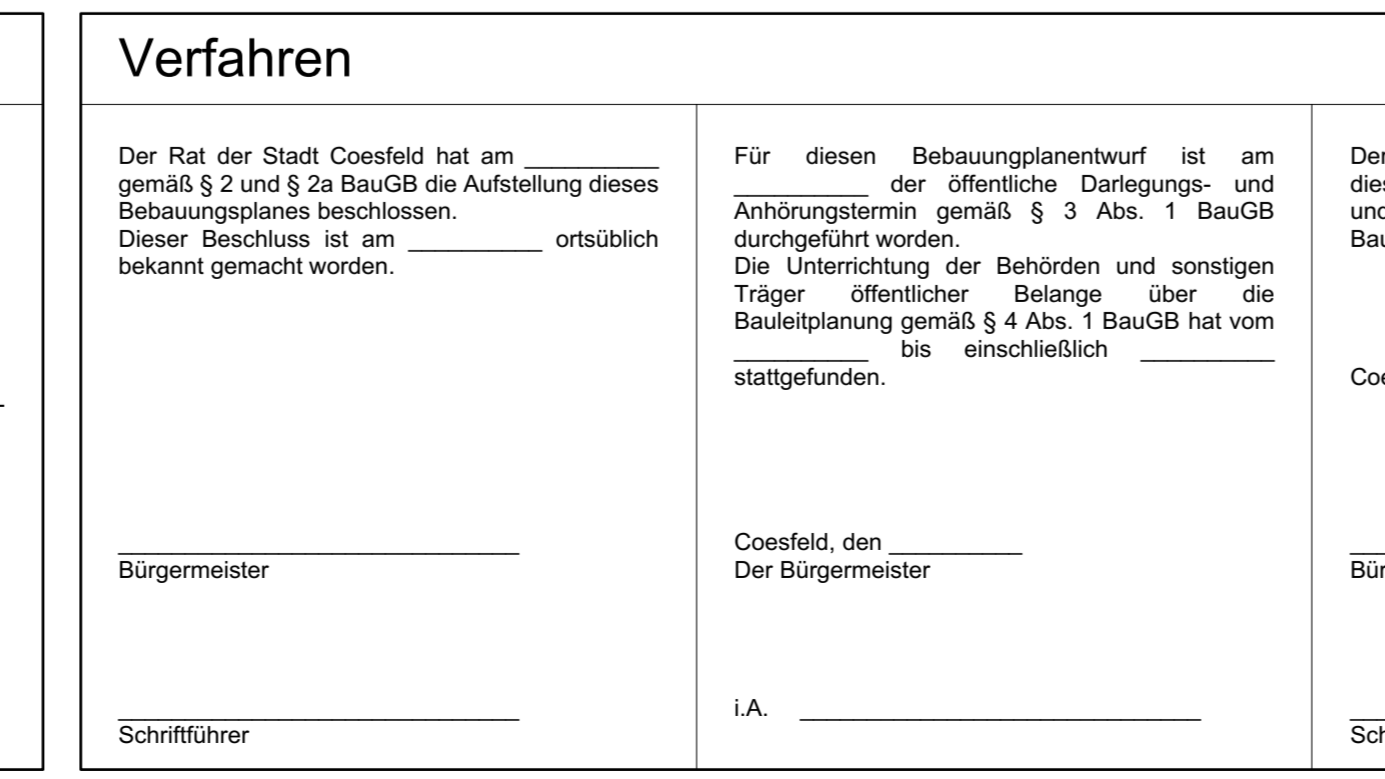 Verfahren
Der Rat der Stadt Coesfeld hat am __________
gemäß § 2 und § 2a BauGB die Aufstellung dieses
Bebauungsplanes beschlossen.
Dieser Beschluss ist am __________ ortsüblich
bekannt gemacht worden.
______________________________
Bürgermeister
______________________________
Schriftführer
Für diesen Bebauungplanentwurf ist am
__________ der öffentliche Darlegungs- und
Anhörungstermin gemäß § 3 Abs. 1 BauGB
durchgeführt worden.
Die Unterrichtung der Behörden und sonstigen
Träger öffentlicher Belange über die
Bauleitplanung gemäß § 4 Abs. 1 BauGB hat vom
__________ bis einschließlich __________
stattgefunden.
Coesfeld, den __________
Der Bürgermeister
i.A. ______________________________